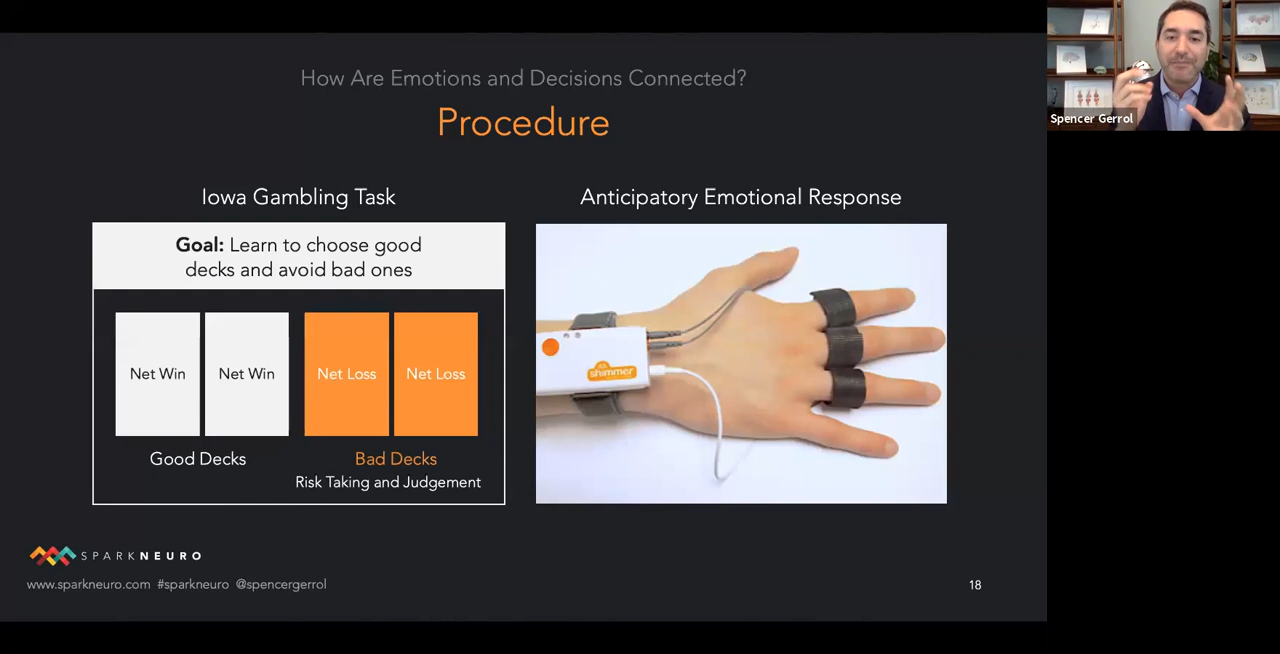 How Are Emotions and Decisions Connected?
Procedure
Iowa Gambling Task
Goal: Learn to choose good
decks and avoid bad ones
Net Win
Net Win
Net Loss
Net Loss
Good Decks
Bad Decks
Risk Taking and Judgement
Anticipatory Emotional Response
shimmer
SPARKNEURO
www.sparkneuro.com #sparkneuro @spencergerrol
18
Spencer Gerrol